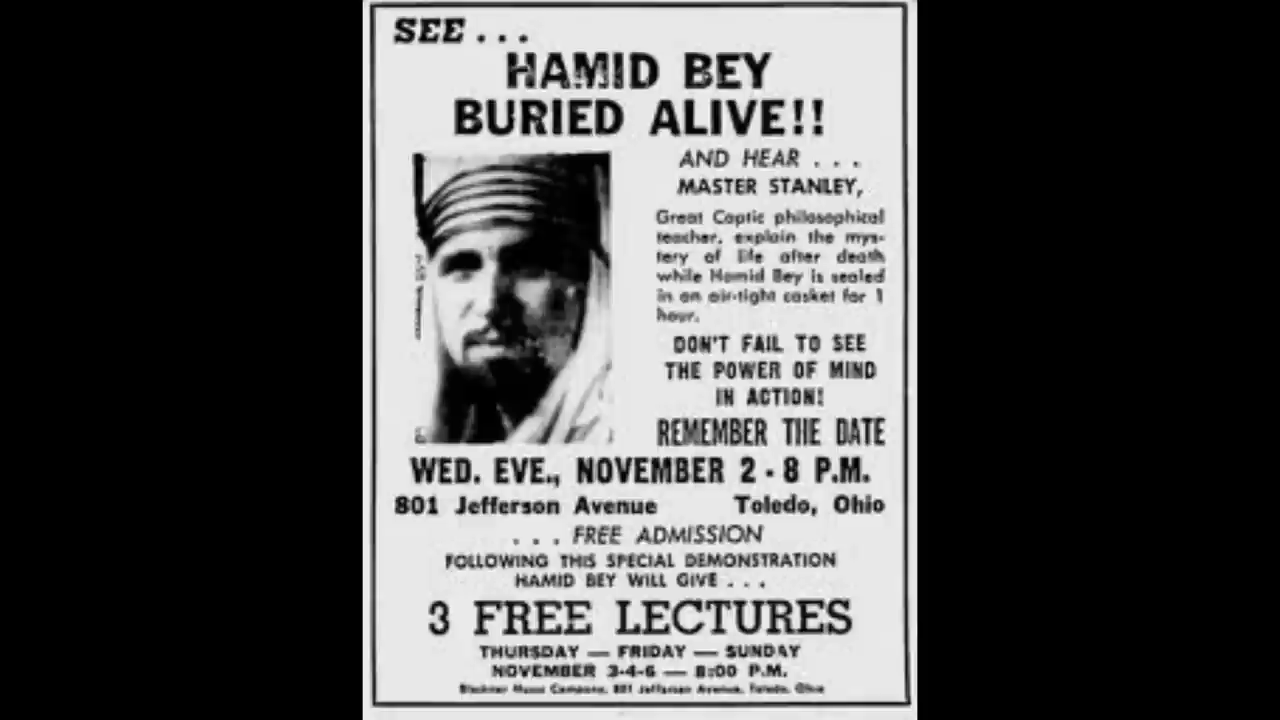 SEE . . .
HAMID BEY
BURIED ALIVE!!
AND HEAR . . .
MASTER STANLEY,
Great Coptic philosophical
teacher, explain the mys-
tery of life after death
while Hamid Bey is sealed
in an air-tight casket for 1
hour.
DON'T FAIL TO SEE
THE POWER OF MIND
IN ACTION!
REMEMBER THE DATE
WED. EVE., NOVEMBER 2 - 8 P.M.
801 Jefferson Avenue Toledo, Ohio
. . . FREE ADMISSION
FOLLOWING THIS SPECIAL DEMONSTRATION
HAMID BEY WILL GIVE . . .
3 FREE LECTURES
THURSDAY — FRIDAY — SUNDAY
NOVEMBER 3-4-6 — 8:00 P.M.
Music Company, 801 Jefferson Avenue, Toledo, Ohio